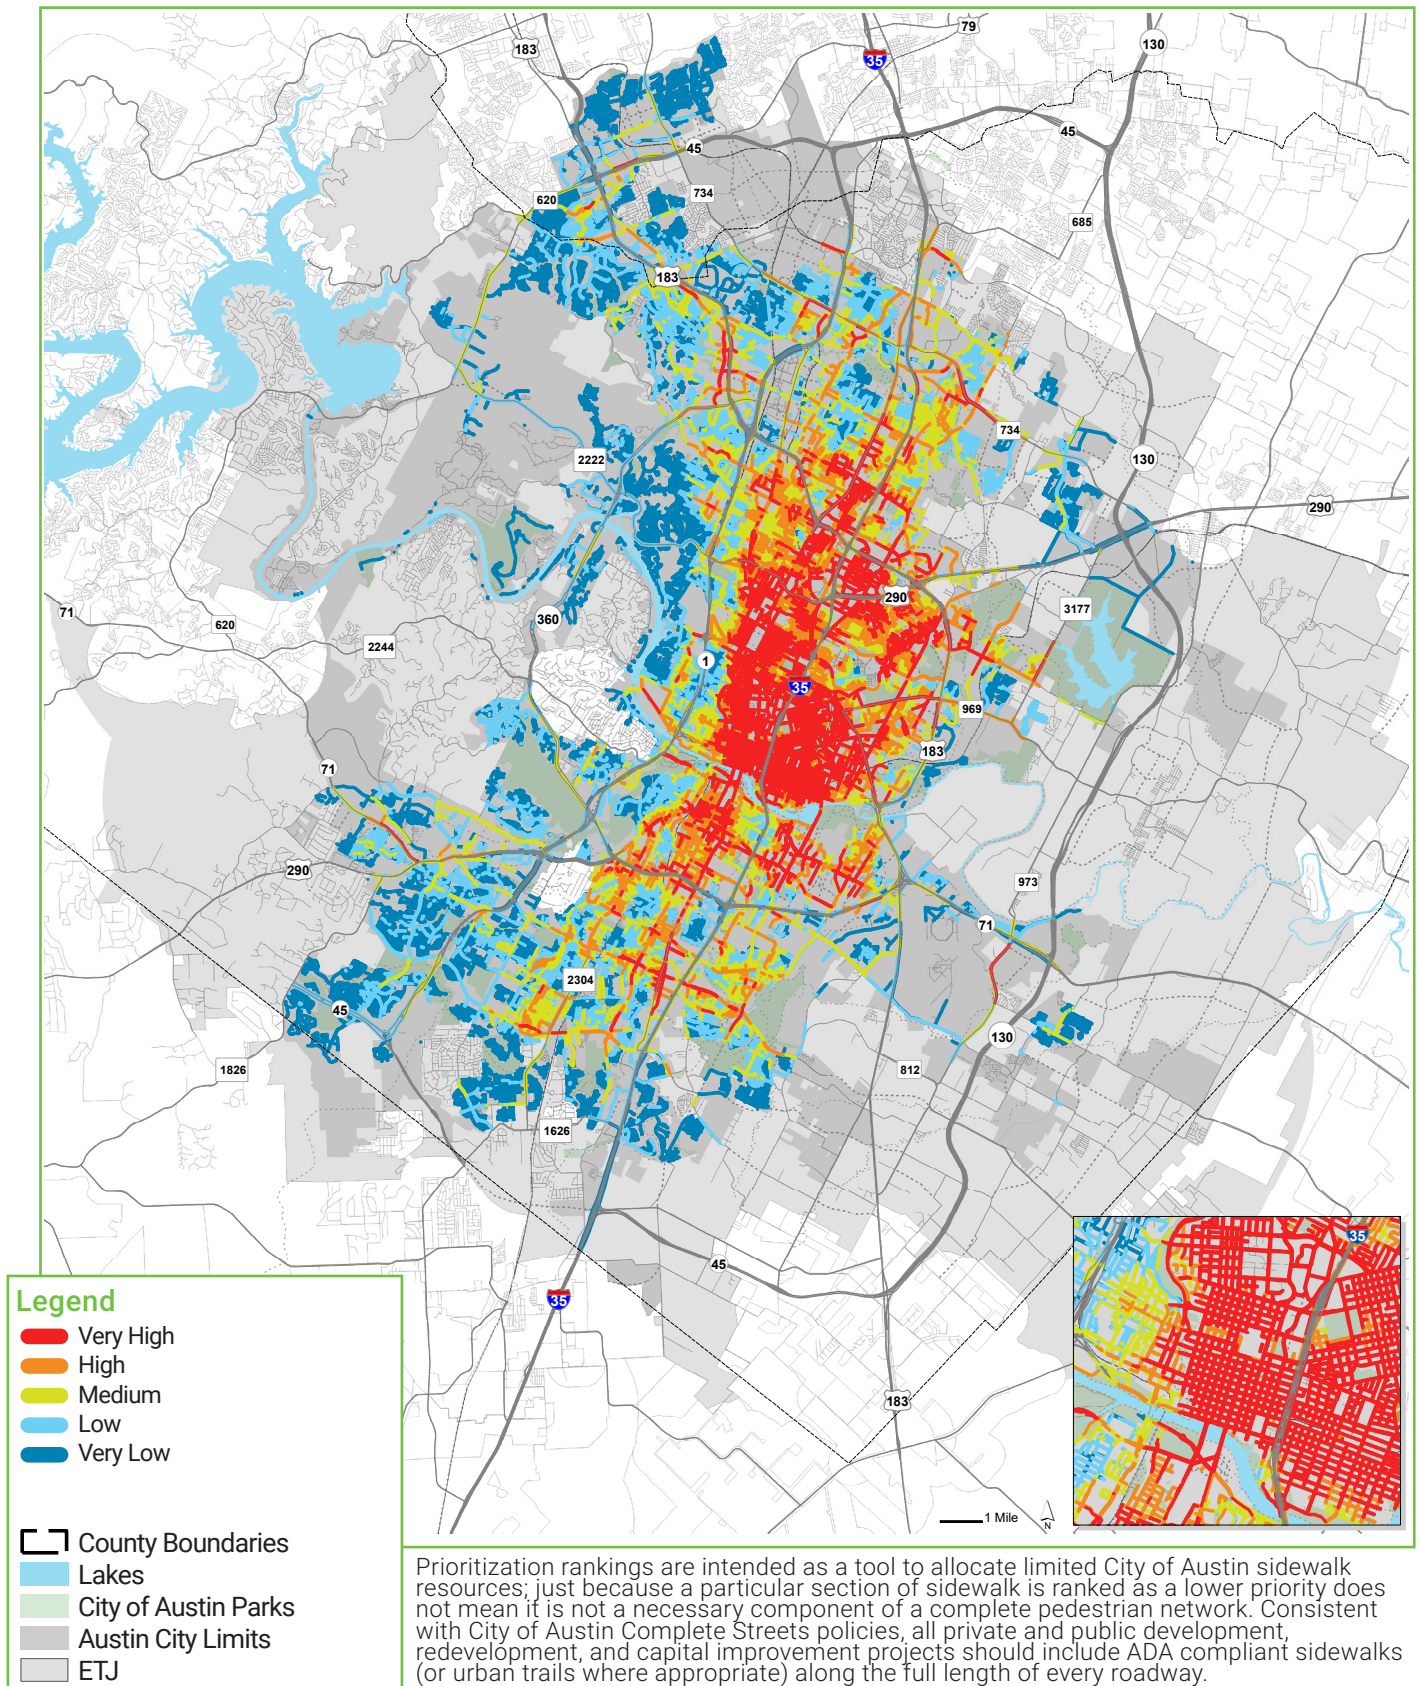 183
79
35
130
45
45
734
620
685
183
734
2222
130
290
290
3177
71
620
360
2244
1
35
969
183
71
290
973
71
2304
45
130
1826
812
1626
45
35
183
35
1 Mile
N
Legend
Very High
High
Medium
Low
Very Low
County Boundaries
Lakes
City of Austin Parks
Austin City Limits
ETJ
Prioritization rankings are intended as a tool to allocate limited City of Austin sidewalk
resources; just because a particular section of sidewalk is ranked as a lower priority does
not mean it is not a necessary component of a complete pedestrian network. Consistent
with City of Austin Complete Streets policies, all private and public development,
redevelopment, and capital improvement projects should include ADA compliant sidewalks
(or urban trails where appropriate) along the full length of every roadway.